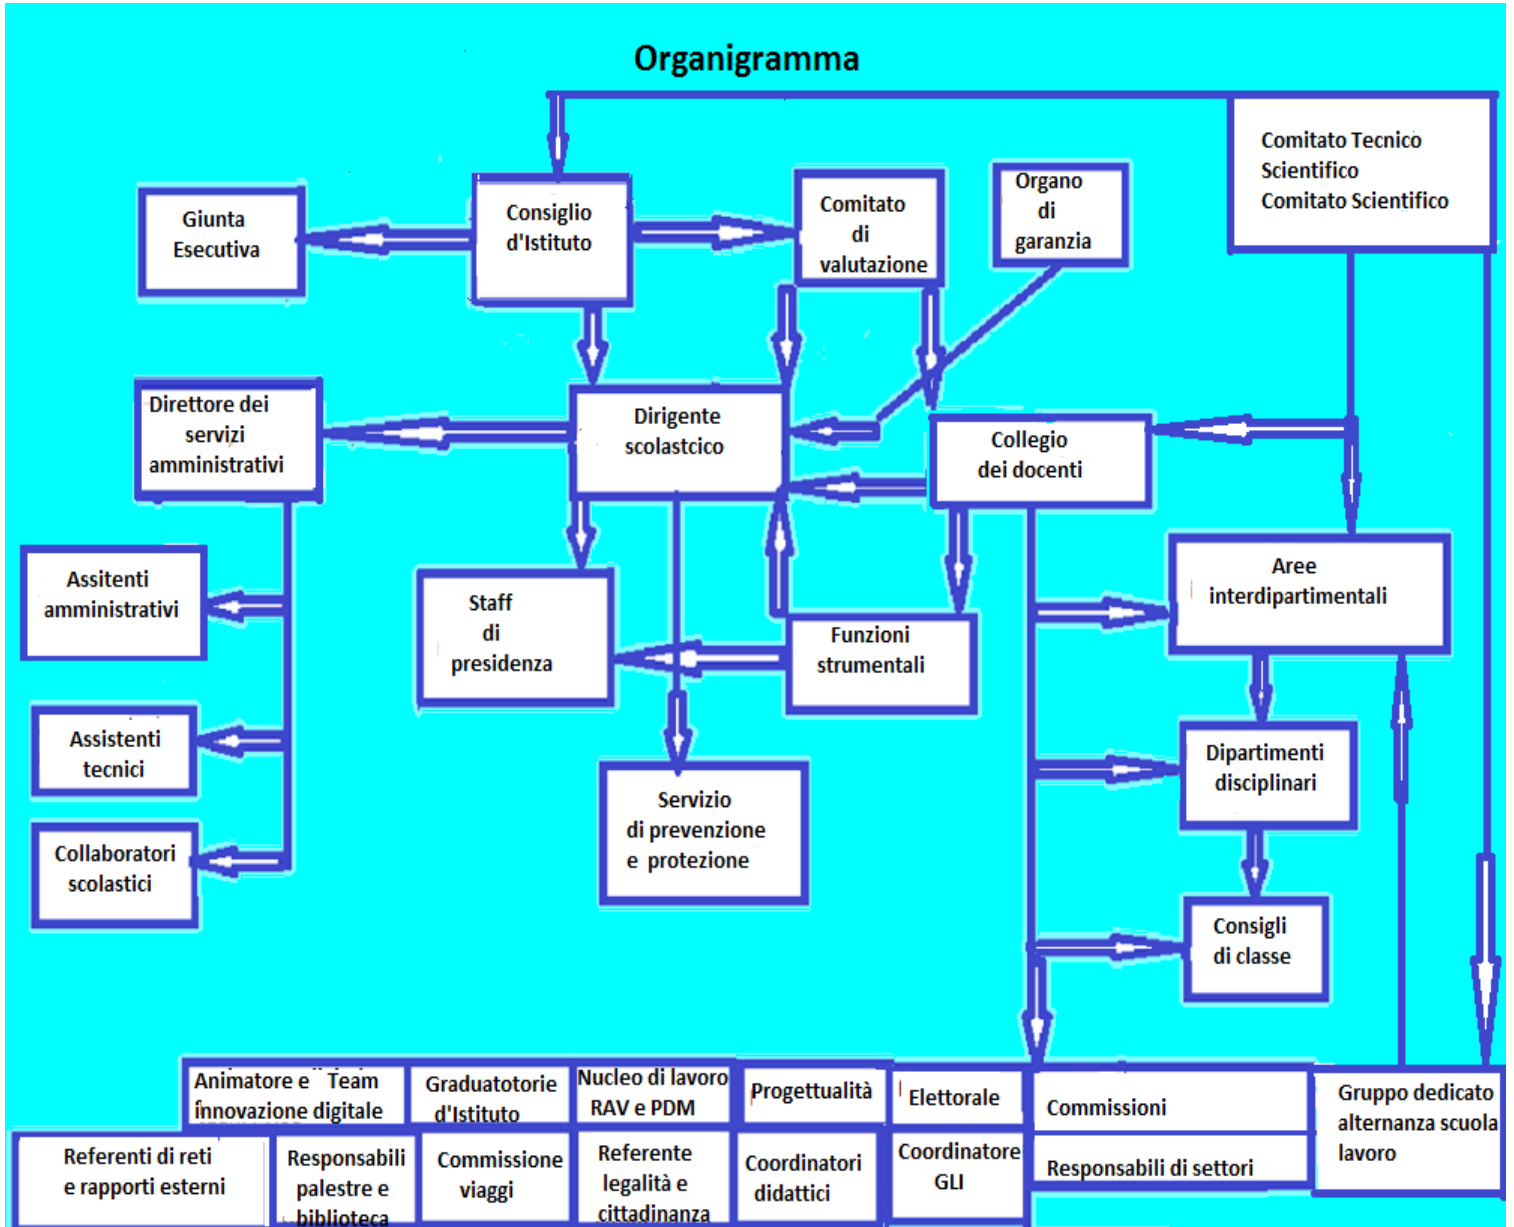 Organigramma
Comitato Tecnico
Scientifico
Comitato Scientifico
Giunta
Esecutiva
Consiglio
d'Istituto
Comitato
di
valutazione
Organo
di
garanzia
Direttore dei
servizi
amministrativi
Dirigente
scolastcico
Collegio
dei docenti
Assitenti
amministrativi
Staff
di
presidenza
Funzioni
strumentali
Aree
interdipartimentali
Assistenti
tecnici
Servizio
di prevenzione
e protezione
Dipartimenti
disciplinari
Collaboratori
scolastici
Consigli
di classe
Animatore e Team
innovazione digitale
Graduatotorie
d'Istituto
Nucleo di lavoro
RAV e PDM
Progettualità
Elettorale
Commissioni
Gruppo dedicato
alternanza scuola
lavoro
Referenti di reti
e rapporti esterni
Responsabili
palestre e
biblioteca
Commissione
viaggi
Referente
legalità e
cittadinanza
Coordinatori
didattici
Coordinatore
GLI
Responsabili di settori